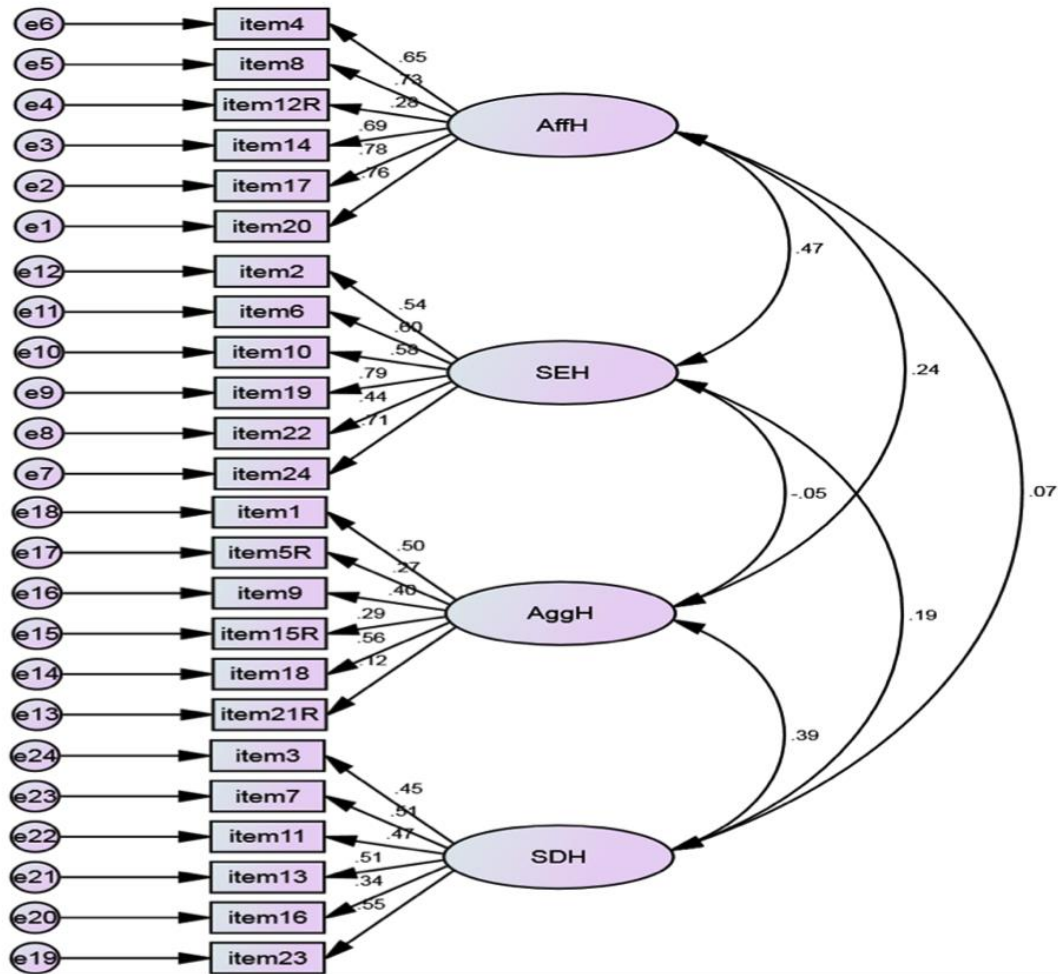 e6 item4
.65
e5 item8
.73
e4 item12R
.28
AffH
e3 item14
.69
e2 item17
.78
e1 item20
.76
.47
e12 item2
.54
e11 item6
.60
e10 item10
.58
SEH
.24
e9 item19
.79
e8 item22
.44
e7 item24
.71
-.05
.07
e18 item1
.50
e17 item5R
.27
e16 item9
.40
AggH
.19
e15 item15R
.29
e14 item18
.56
e13 item21R
.12
.39
e24 item3
.45
e23 item7
.51
e22 item11
.47
SDH
e21 item13
.51
e20 item16
.34
e19 item23
.55